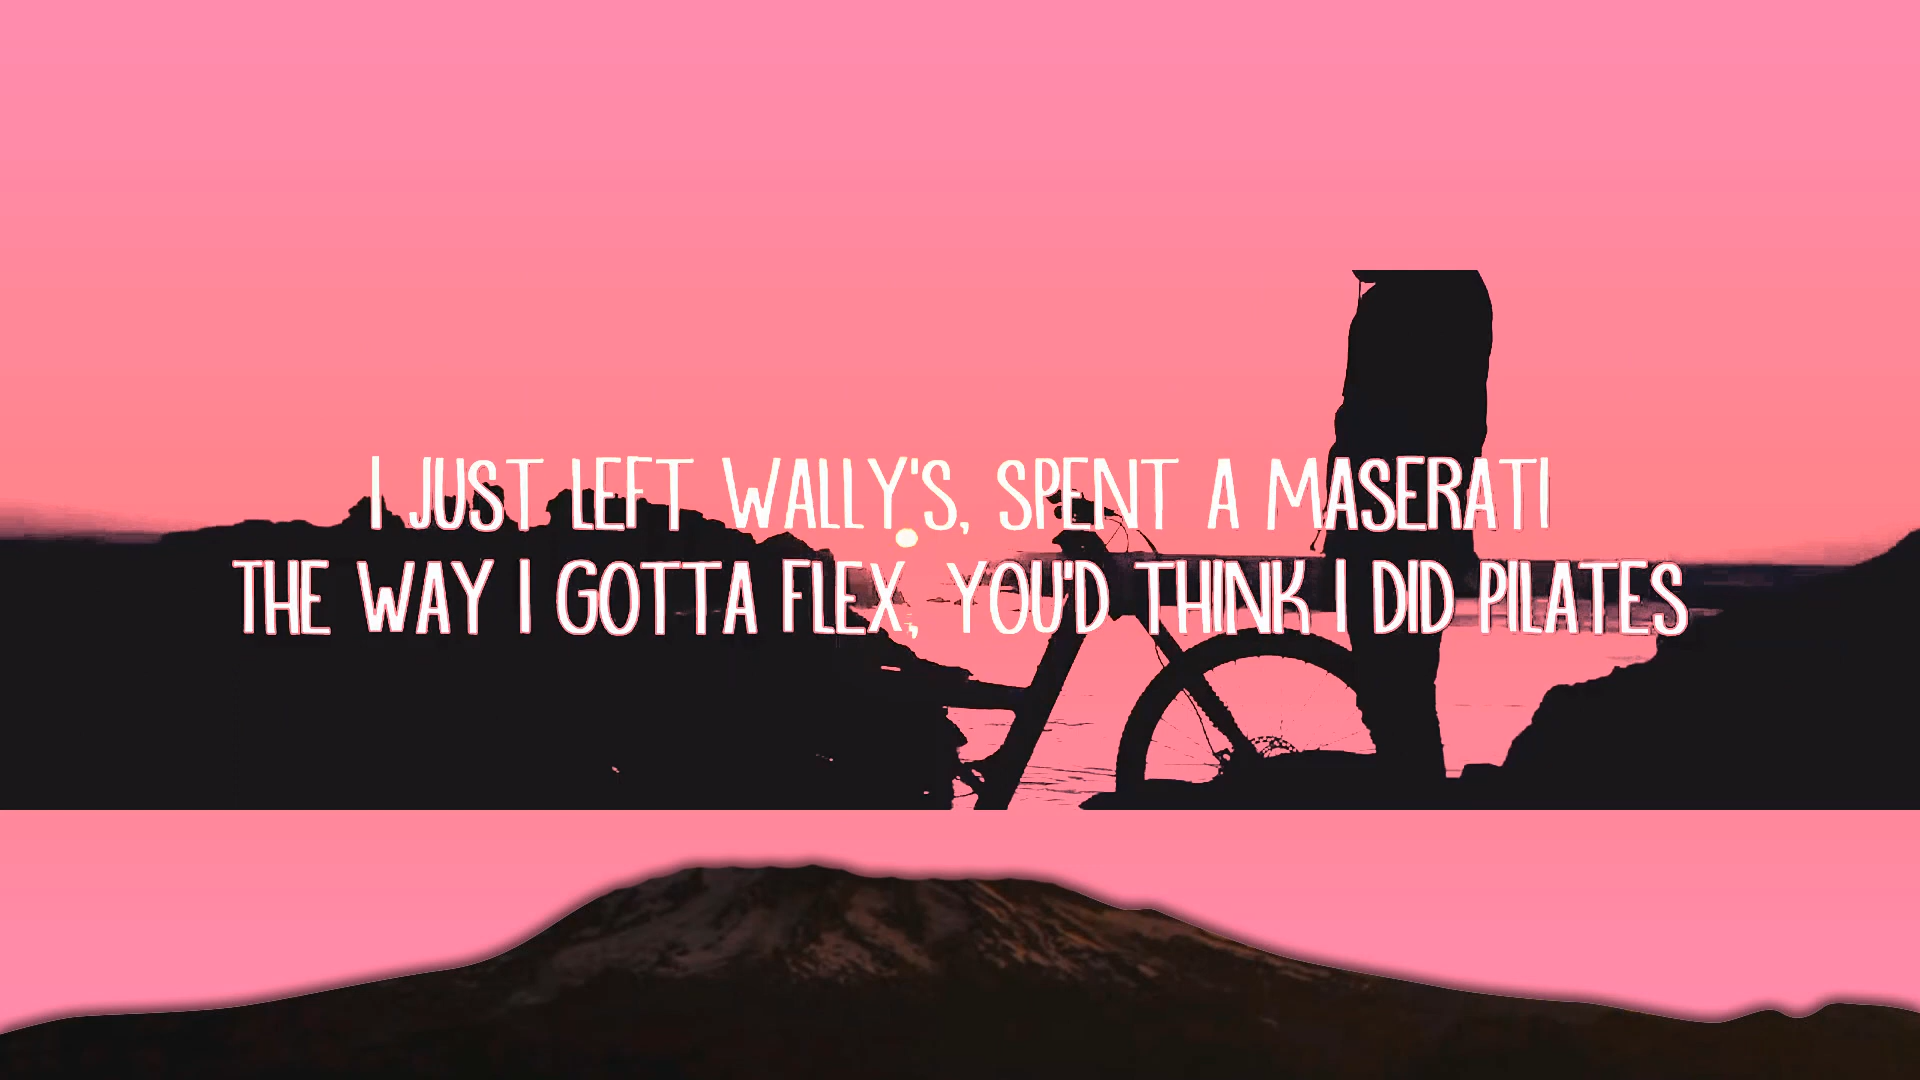 I JUST LEFT WALLY'S, SPENT A MASERATI
THE WAY I GOTTA FLEX, YOU'D THINK I DID PILATES